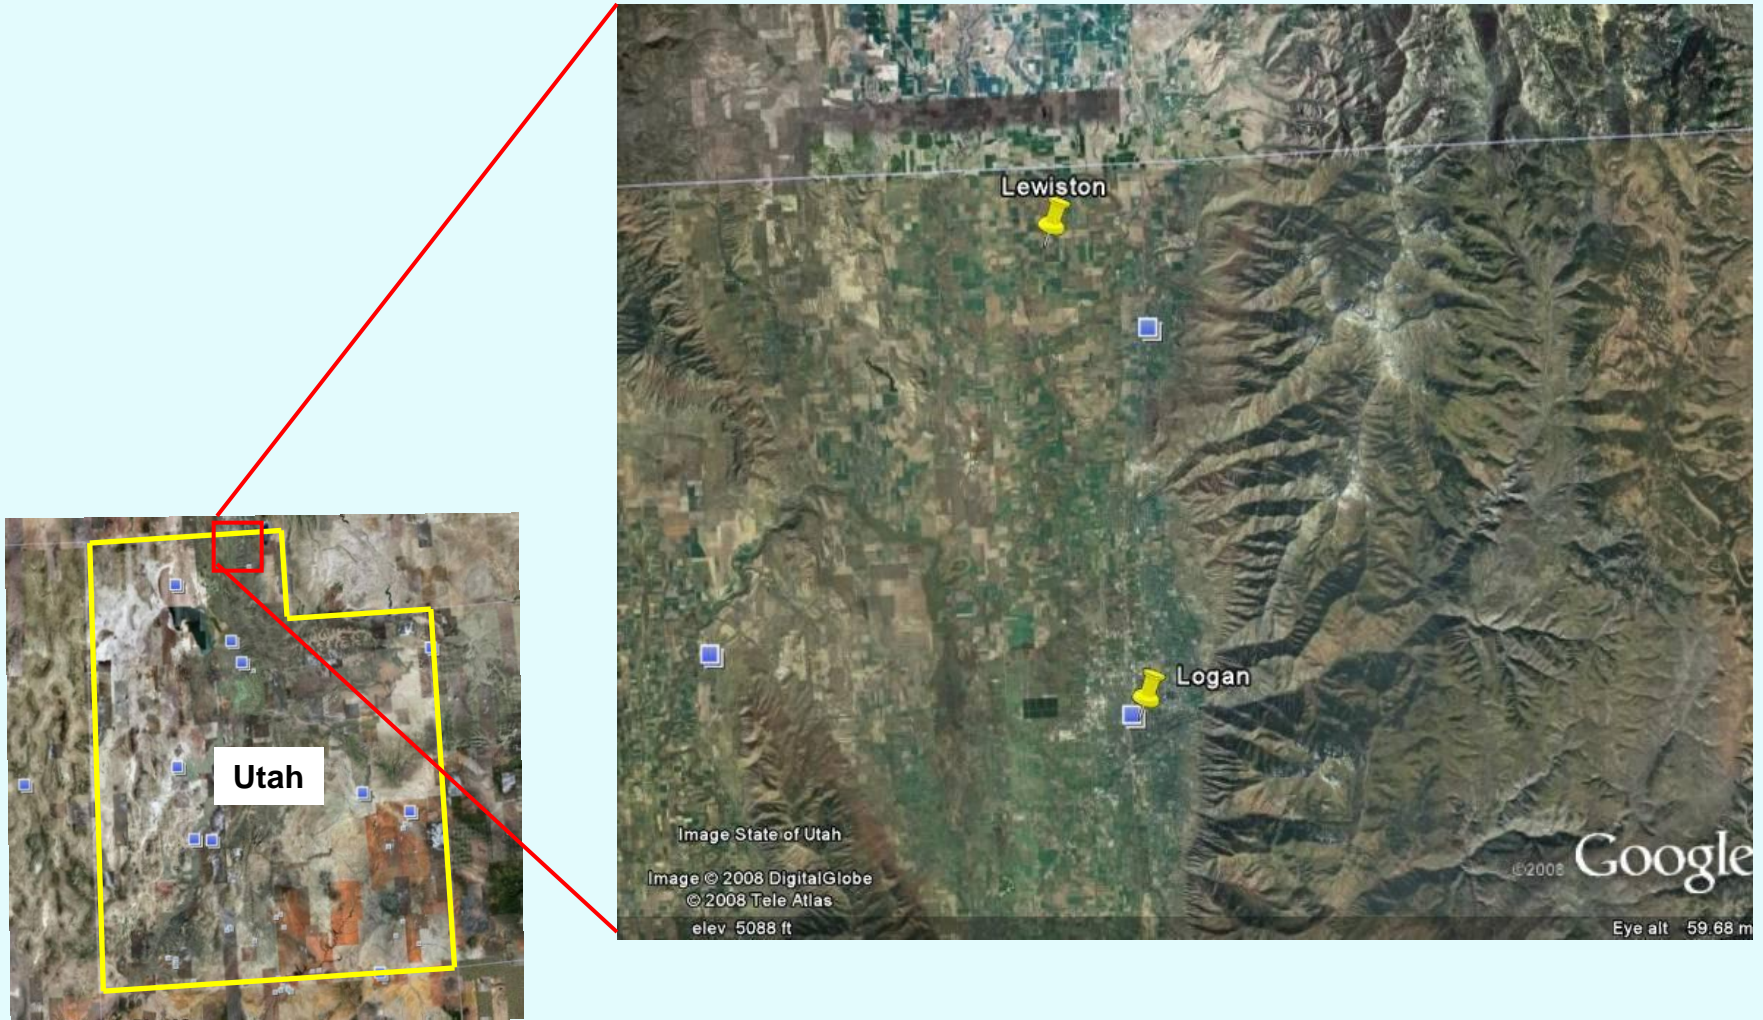 Lewiston
Logan
Utah
Image State of Utah
Image © 2008 DigitalGlobe
© 2008 Tele Atlas
©2008 Google
elev 5088 ft
Eye alt 59.68 m